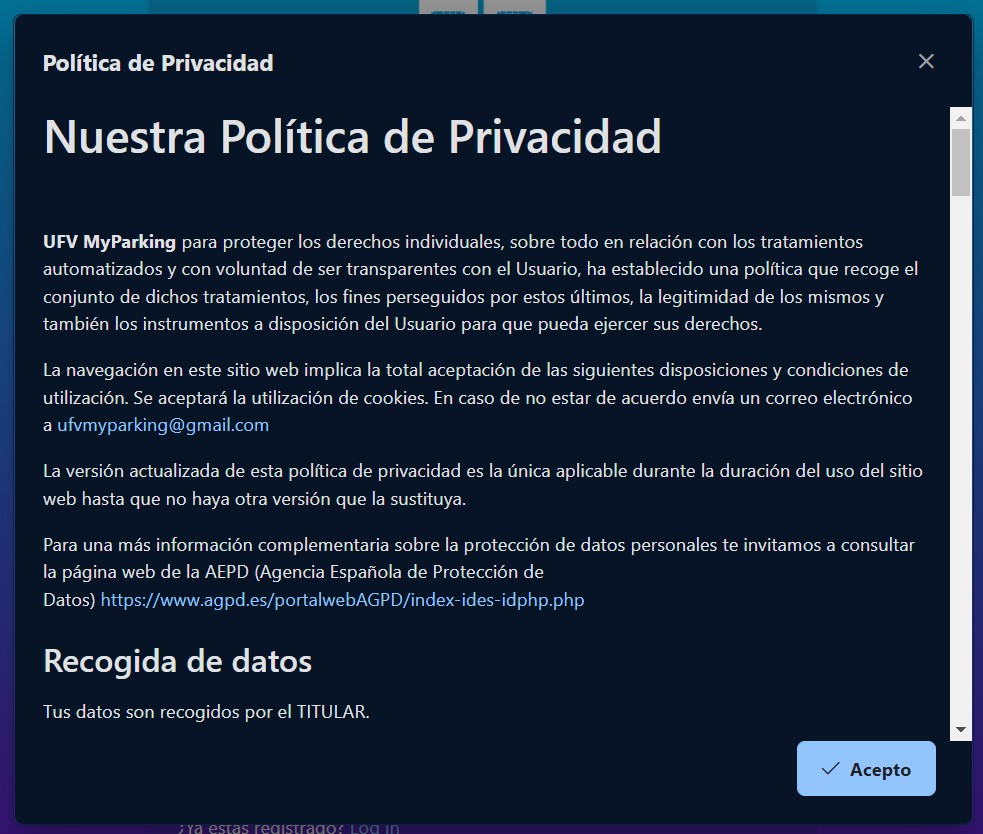 Política de Privacidad
Nuestra Política de Privacidad
UFV MyParking para proteger los derechos individuales, sobre todo en relación con los tratamientos
automatizados y con voluntad de ser transparentes con el Usuario, ha establecido una política que recoge el
conjunto de dichos tratamientos, los fines perseguidos por estos últimos, la legitimidad de los mismos y
también los instrumentos a disposición del Usuario para que pueda ejercer sus derechos.
La navegación en este sitio web implica la total aceptación de las siguientes disposiciones y condiciones de
utilización. Se aceptará la utilización de cookies. En caso de no estar de acuerdo envía un correo electrónico
a ufvmyparking@gmail.com
La versión actualizada de esta política de privacidad es la única aplicable durante la duración del uso del sitio
web hasta que no haya otra versión que la sustituya.
Para una más información complementaria sobre la protección de datos personales te invitamos a consultar
la página web de la AEPD (Agencia Española de Protección de
Datos) https://www.agpd.es/portalwebAGPD/index-ides-idphp.php
Recogida de datos
Tus datos son recogidos por el TITULAR.
Acepto
¿Ya estás registrado? Log in